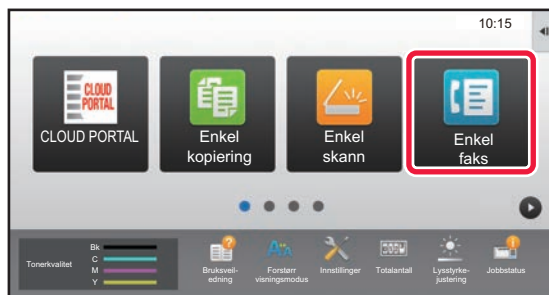 10:15
CLOUD
PORTAL
CLOUD PORTAL
Enkel
kopiering
Enkel
skann
Enkel
faks
Tonerkvalitet
Bk
C
M
Y
Bruksveil-
edning
Forstørr
visningsmodus
Innstillinger
Totalantall
Lysstyrke-
justering
Jobbstatus